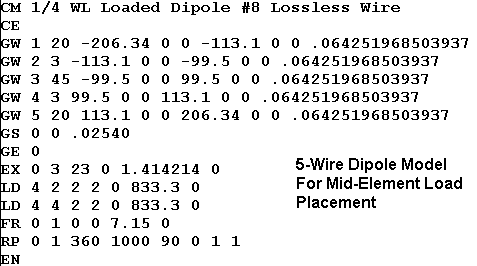 CM 1/4 WL Loaded Dipole #8 Lossless Wire
CE
GW 1 20 -206.34 0 0 -113.1 0 0 .064251968503937
GW 2 3 -113.1 0 0 -99.5 0 0 .064251968503937
GW 3 45 -99.5 0 0 99.5 0 0 .064251968503937
GW 4 3 99.5 0 0 113.1 0 0 .064251968503937
GW 5 20 113.1 0 0 206.34 0 0 .064251968503937
GS 0 0 .02540
GE 0
EX 0 3 23 0 1.414214 0
LD 4 2 2 2 0 833.3 0
LD 4 4 2 2 0 833.3 0
FR 0 1 0 0 7.15 0
RP 0 1 360 1000 90 0 1 1
EN
5-Wire Dipole Model
For Mid-Element Load
Placement